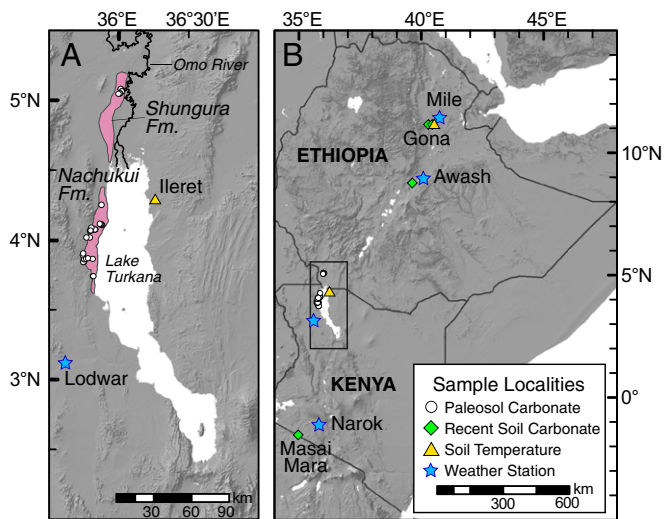 36°E
36°30'E
35°E
40°E
45°E
A
B
Omo River
5°N
Shungura
Fm.
Mile
Gona
ETHIOPIA
10°N
Nachukui
Fm.
Ileret
Awash
4°N
Lake
Turkana
5°N
3°N
Lodwar
KENYA
Narok
Masai
Mara
0°
Sample Localities
Paleosol Carbonate
Recent Soil Carbonate
Soil Temperature
Weather Station
km
30 60 90
km
300 600